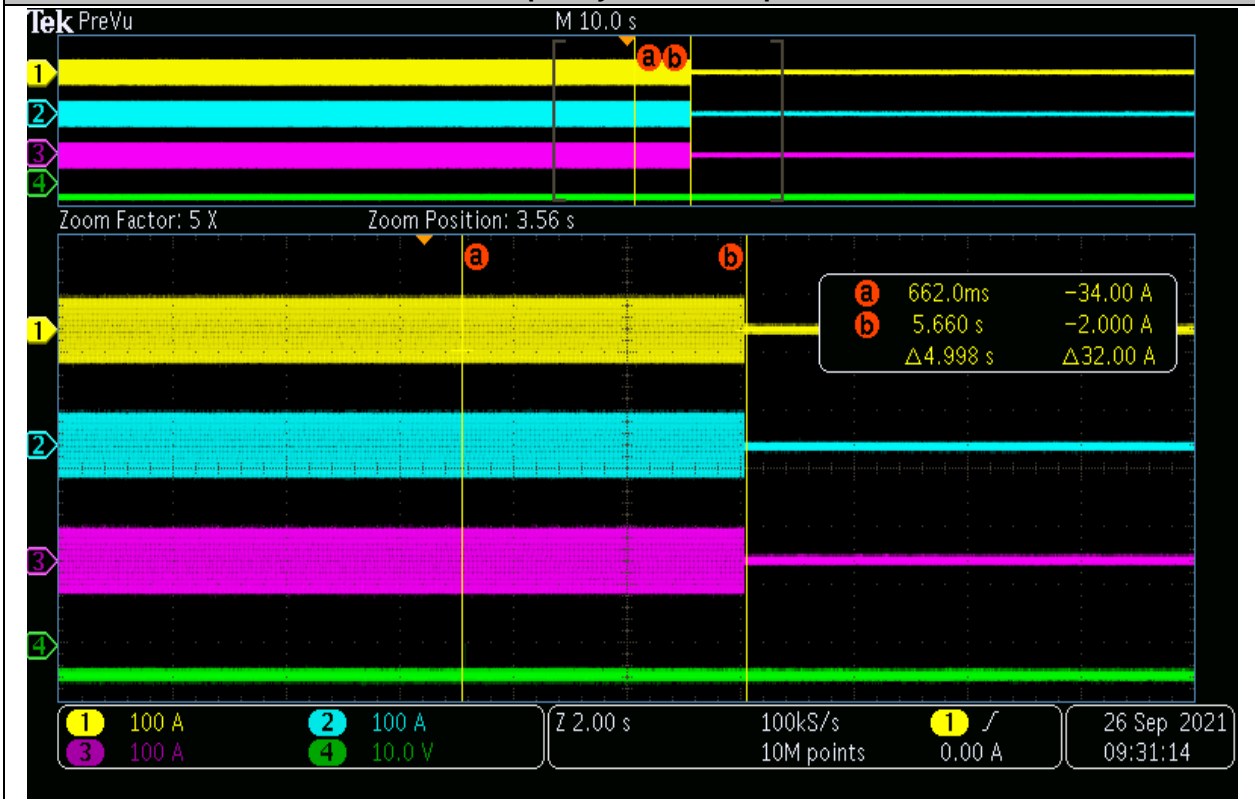 Tek PreVu M 10.0 s
a b
1
2
3
4
Zoom Factor: 5 X Zoom Position: 3.56 s
a b
a 662.0ms −34.00 A
b 5.660 s −2.000 A
△4.998 s △32.00 A
1
2
3
4
1 100 A 2 100 A Z 2.00 s 100kS/s 1 / 26 Sep 2021
3 100 A 4 10.0 V 10M points 0.00 A 09:31:14